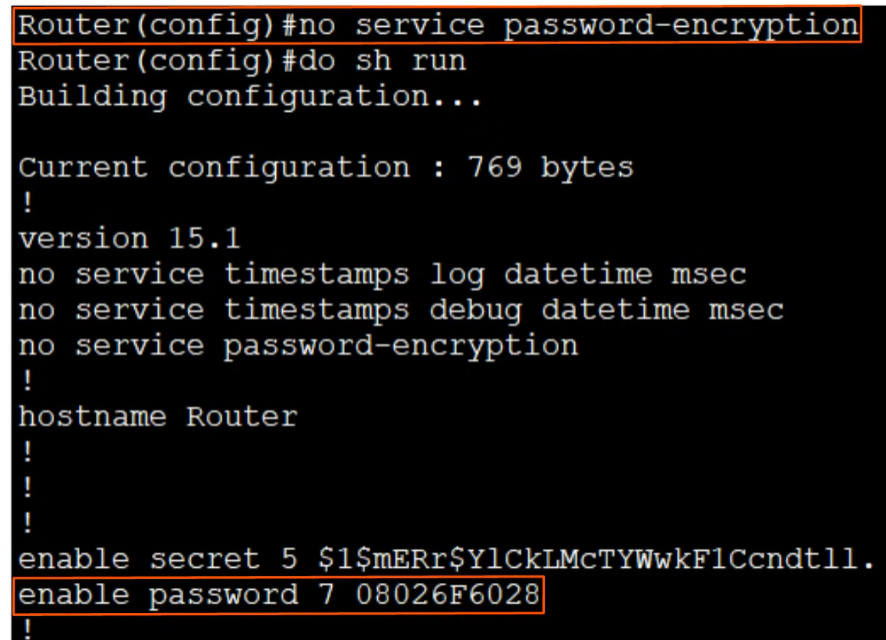 Router(config)#no service password-encryption
Router(config)#do sh run
Building configuration...
Current configuration : 769 bytes
!
version 15.1
no service timestamps log datetime msec
no service timestamps debug datetime msec
no service password-encryption
!
hostname Router
!
!
!
enable secret 5 $1$mERr$YlCkLMcTYWwkF1Ccndtll.
enable password 7 08026F6028
!